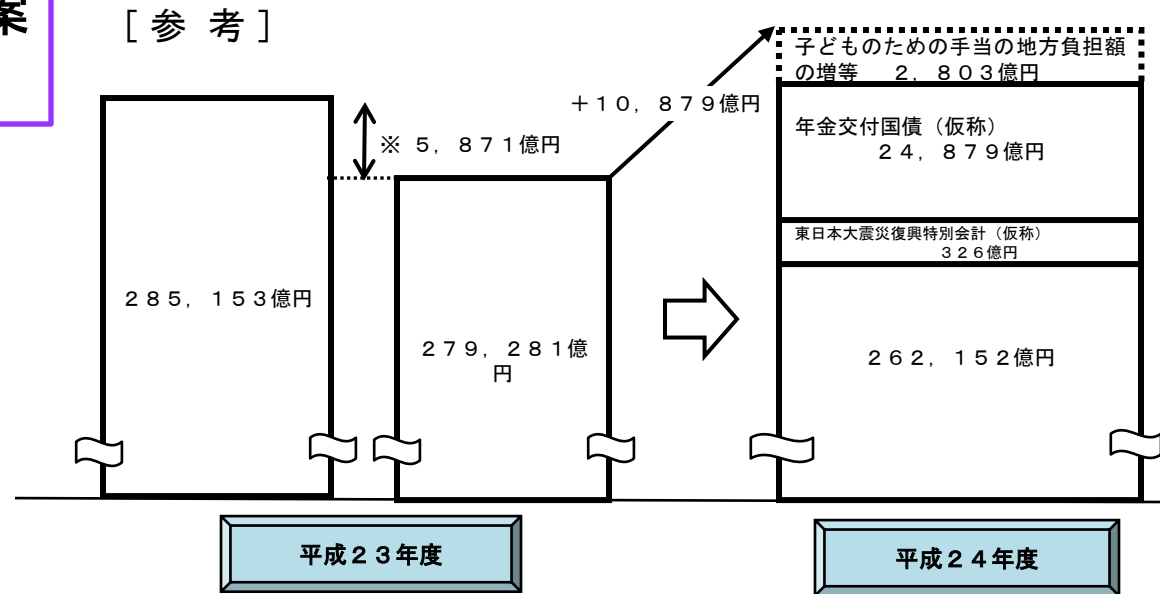 案
［参 考］
子どものための手当の地方負担額
の増等　２，８０３億円
＋１０，８７９億円
年金交付国債（仮称）
２４，８７９億円
※ ５，８７１億円
東日本大震災復興特別会計（仮称）
３２６億円
２８５，１５３億円
２７９，２８１億
円
２６２，１５２億円
平成２３年度
平成２４年度